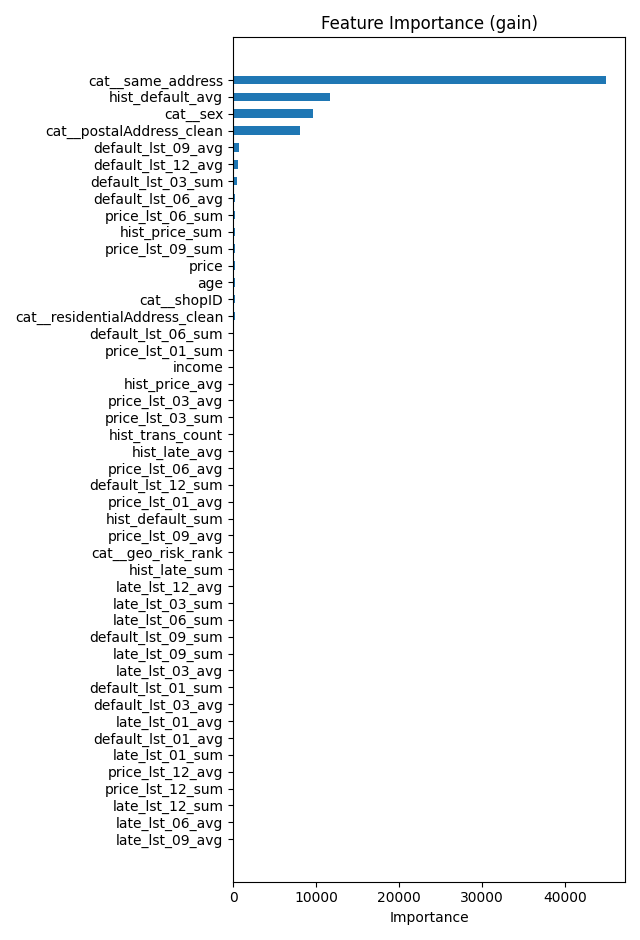 Feature Importance (gain)
cat__same_address
hist_default_avg
cat__sex
cat__postalAddress_clean
default_lst_09_avg
default_lst_12_avg
default_lst_03_sum
default_lst_06_avg
price_lst_06_sum
hist_price_sum
price_lst_09_sum
price
age
cat__shopID
cat__residentialAddress_clean
default_lst_06_sum
price_lst_01_sum
income
hist_price_avg
price_lst_03_avg
price_lst_03_sum
hist_trans_count
hist_late_avg
price_lst_06_avg
default_lst_12_sum
price_lst_01_avg
hist_default_sum
price_lst_09_avg
cat__geo_risk_rank
hist_late_sum
late_lst_12_avg
late_lst_03_sum
late_lst_06_sum
default_lst_09_sum
late_lst_09_sum
late_lst_03_avg
default_lst_01_sum
default_lst_03_avg
late_lst_01_avg
default_lst_01_avg
late_lst_01_sum
price_lst_12_avg
price_lst_12_sum
late_lst_12_sum
late_lst_06_avg
late_lst_09_avg
0 10000 20000 30000 40000
Importance